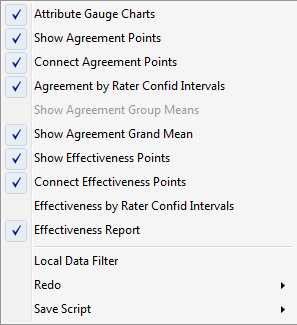 Attribute Gauge Charts
Show Agreement Points
Connect Agreement Points
Agreement by Rater Confid Intervals
Show Agreement Group Means
Show Agreement Grand Mean
Show Effectiveness Points
Connect Effectiveness Points
Effectiveness by Rater Confid Intervals
Effectiveness Report
Local Data Filter
Redo
Save Script